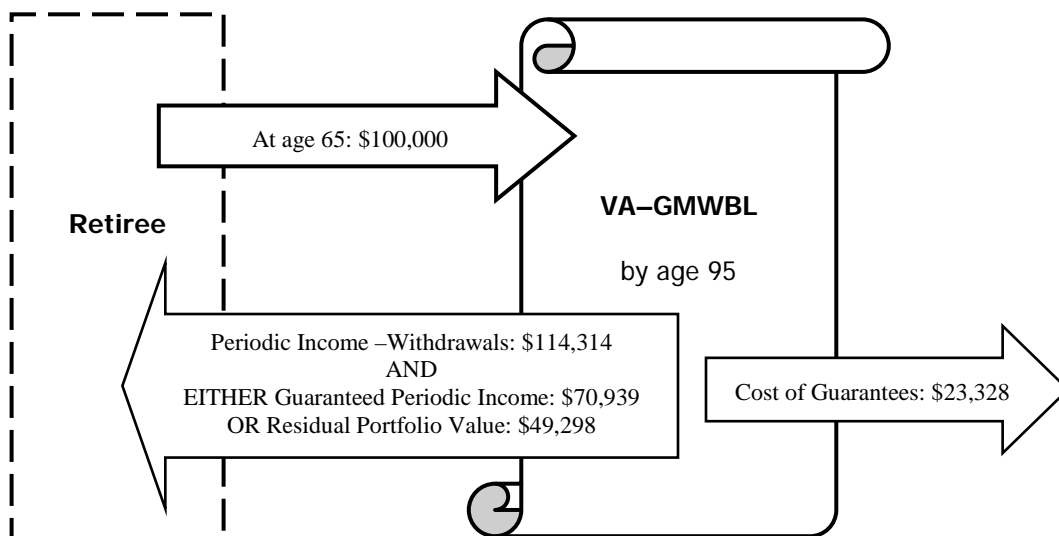 At age 65: $100,000
Retiree
VA–GMWBL
by age 95
Periodic Income –Withdrawals: $114,314
AND
EITHER Guaranteed Periodic Income: $70,939
OR Residual Portfolio Value: $49,298
Cost of Guarantees: $23,328